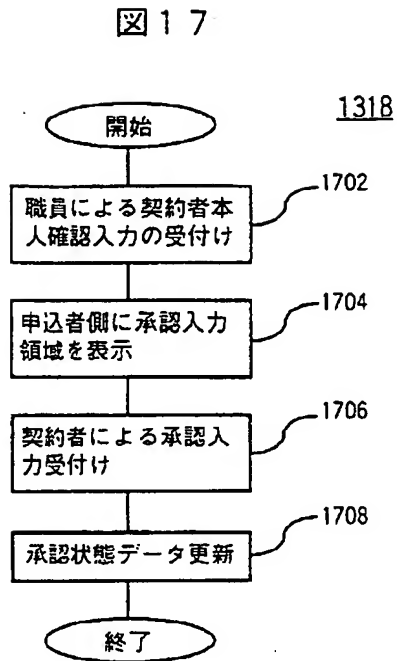 図17
1318
開始
1702
職員による契約者本
人確認入力の受付け
1704
申込者側に承認入力
領域を表示
1706
契約者による承認入
力受付け
1708
承認状態データ更新
終了